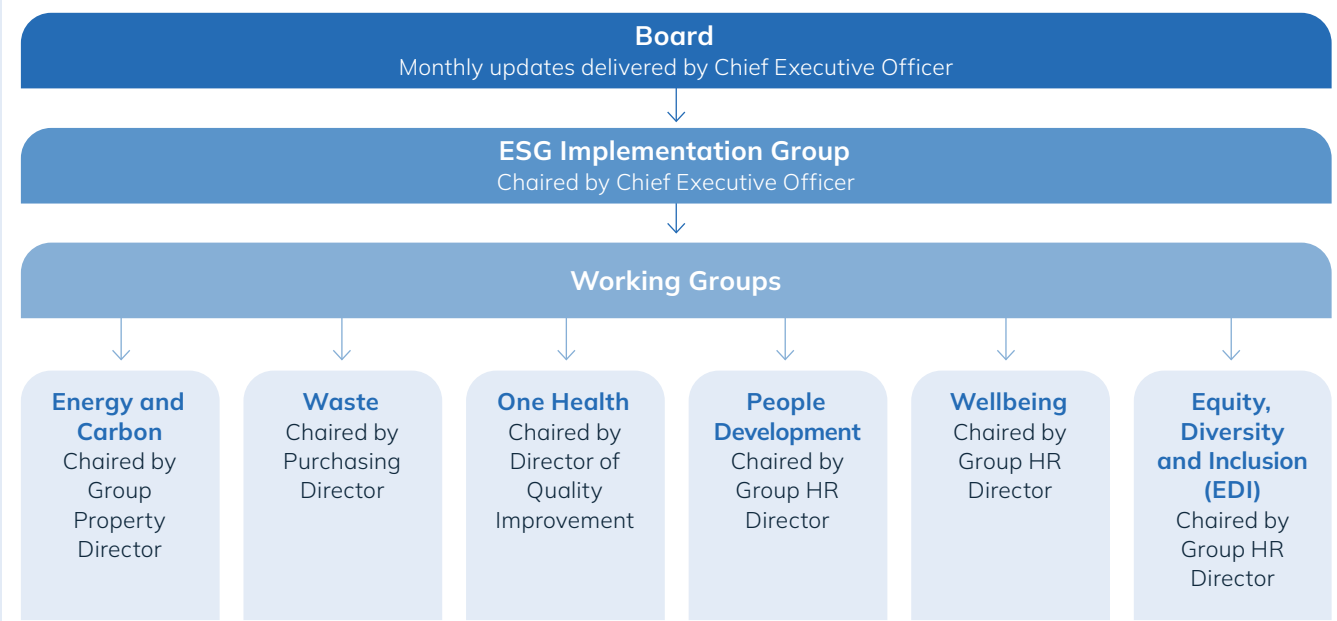 Board
Monthly updates delivered by Chief Executive Officer
ESG Implementation Group
Chaired by Chief Executive Officer
Working Groups
Energy and
Carbon
Chaired by
Group
Property
Director
Waste
Chaired by
Purchasing
Director
One Health
Chaired by
Director of
Quality
Improvement
People
Development
Chaired by
Group HR
Director
Wellbeing
Chaired by
Group HR
Director
Equity,
Diversity
and Inclusion
(EDI)
Chaired by
Group HR
Director